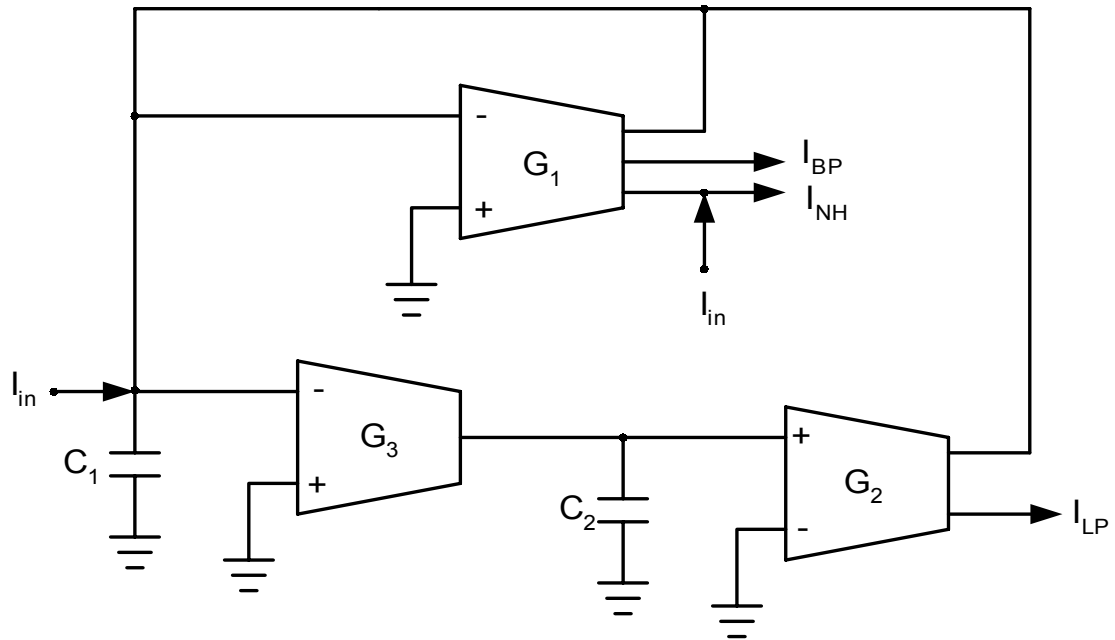 -
G1
+
IBP
INH
Iin
Iin
-
G3
+
C1
+
G2
-
C2
ILP